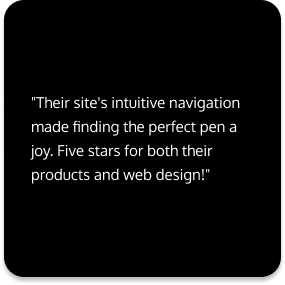 "Their site's intuitive navigation
made finding the perfect pen a
joy. Five stars for both their
products and web design!"